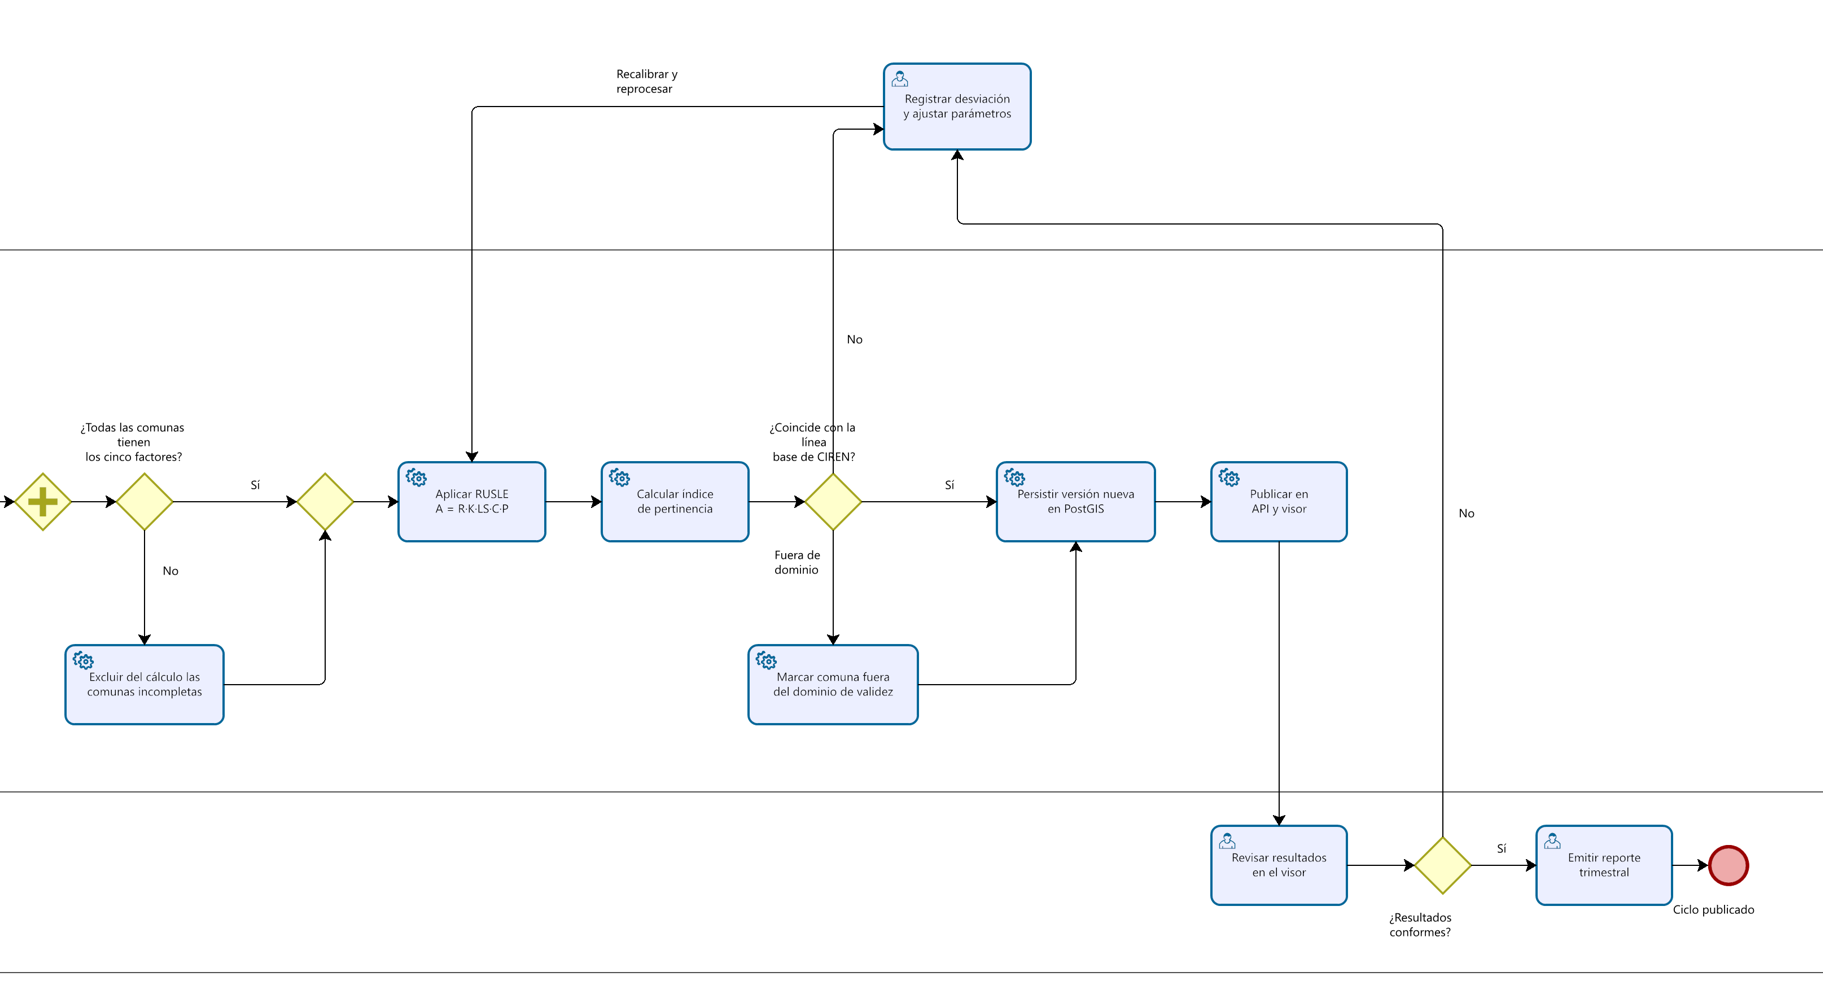 Recalibrar y
reprocesar
Registrar desviación
y ajustar parámetros
No
¿Todas las comunas
tienen
los cinco factores?
Sí
No
Excluir del cálculo las
comunas incompletas
Aplicar RUSLE
A = R·K·LS·C·P
Calcular índice
de pertinencia
¿Coincide con la
línea
base de CIREN?
Sí
Fuera de
dominio
Marcar comuna fuera
del dominio de validez
Persistir versión nueva
en PostGIS
Publicar en
API y visor
No
Revisar resultados
en el visor
¿Resultados
conformes?
Sí
Emitir reporte
trimestral
Ciclo publicado